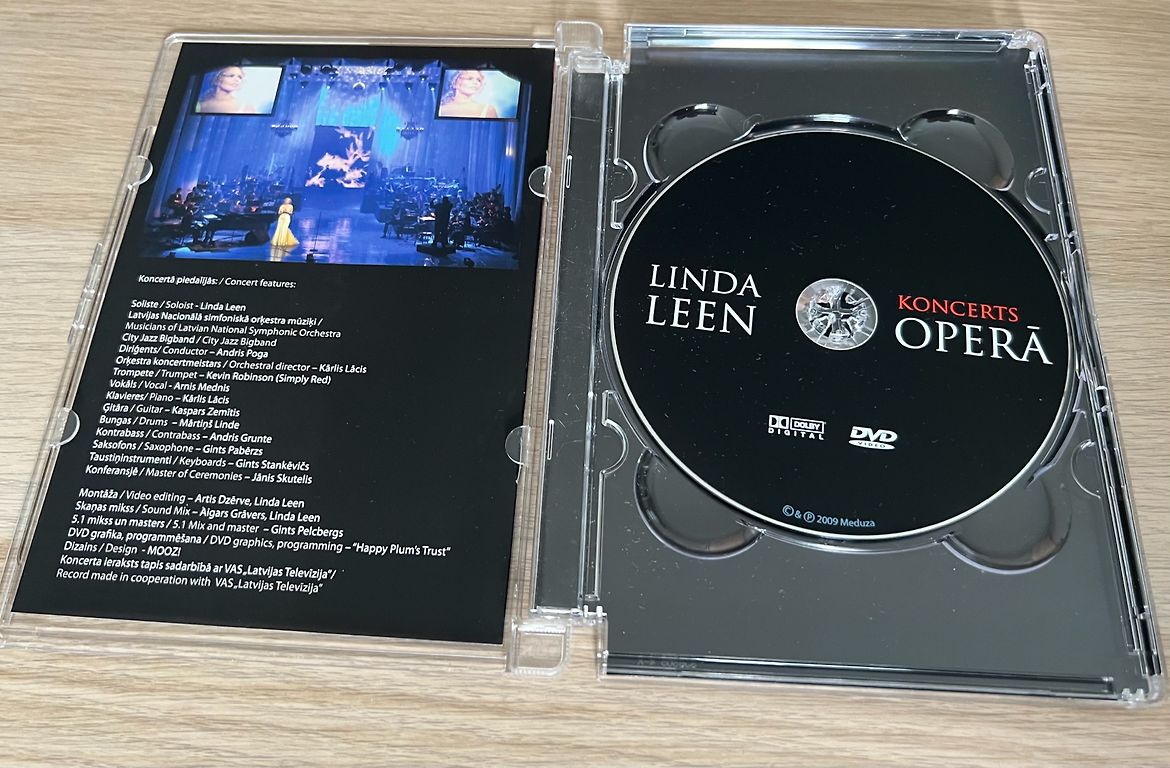 Koncertā piedalījās: / Concert features:
Soliste / Soloist - Linda Leen
Latvijas Nacionālā simfoniskā orķestra mūziķi /
Musicians of Latvian National Symphonic Orchestra
City Jazz Bigband / City Jazz Bigband
Diriģents / Conductor – Andris Poga
Orķestra koncertmeistars / Orchestral director – Kārlis Lācis
Trompete / Trumpet – Kevin Robinson (Simply Red)
Vokāls / Vocal - Arnis Mednis
Klavieres / Piano – Kārlis Lācis
Ģitāra / Guitar – Kaspars Zemītis
Bungas / Drums – Mārtiņš Linde
Kontrabass / Contrabass – Andris Grunte
Saksofons / Saxophone – Gints Pabērzs
Taustiņinstrumenti / Keyboards – Gints Stankēvičs
Konferansjē / Master of Ceremonies – Jānis Skutelis
Montāža / Video editing – Artis Dzērve, Linda Leen
Skaņas mikss / Sound Mix – Aigars Grāvers, Linda Leen
5.1 mikss un masters / 5.1 Mix and master – Gints Pelcbergs
DVD grafika, programmēšana / DVD graphics, programming – “Happy Plum’s Trust”
Dizains / Design - MOOZ!
Koncerta ieraksts tapis sadarbībā ar VAS „Latvijas Televīzija”/
Record made in cooperation with VAS „Latvijas Televīzija”
LINDA
LEEN
KONCERTS
OPERĀ
DOLBY
DIGITAL
DVD
VIDEO
© & ℗ 2009 Meduza